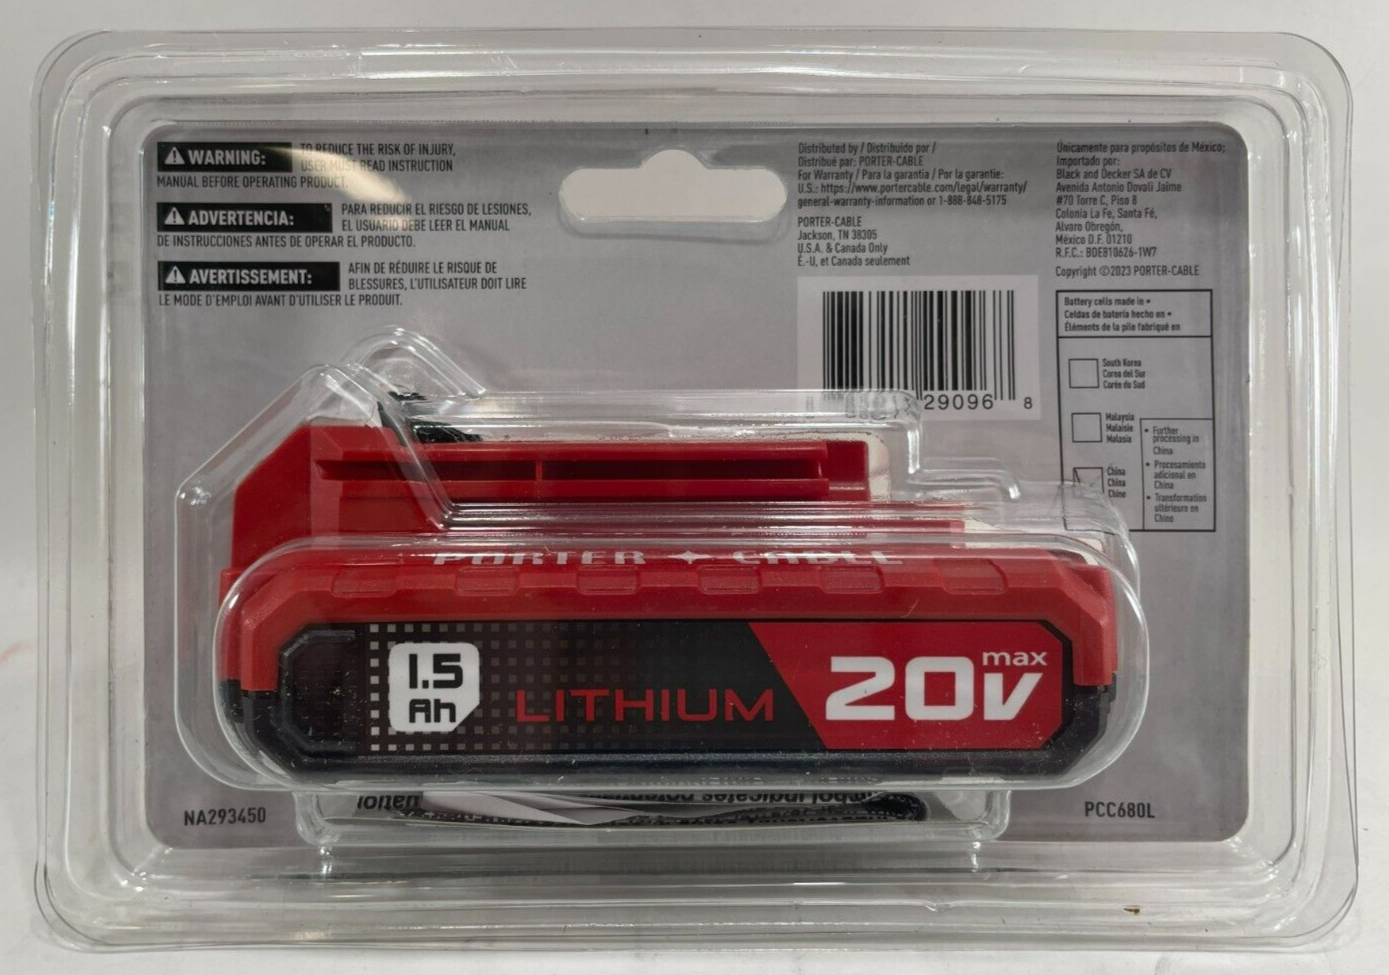 WARNING: TO REDUCE THE RISK OF INJURY,
USER MUST READ INSTRUCTION
MANUAL BEFORE OPERATING PRODUCT.
ADVERTENCIA: PARA REDUCIR EL RIESGO DE LESIONES,
EL USUARIO DEBE LEER EL MANUAL
DE INSTRUCCIONES ANTES DE OPERAR EL PRODUCTO.
AVERTISSEMENT: AFIN DE RÉDUIRE LE RISQUE DE
BLESSURES, L'UTILISATEUR DOIT LIRE
LE MODE D'EMPLOI AVANT D'UTILISER LE PRODUIT.
Distributed by / Distribuido por /
Distribué par: PORTER-CABLE
For Warranty / Para la garantia / Por la garantie:
U.S.: https://www.portercable.com/legal/warranty/
general-warranty-information or 1-888-848-5175
PORTER-CABLE
Jackson, TN 38305
U.S.A. & Canada Only
É.-U, et Canada seulement
Únicamente para propósitos de México:
Importado por:
Black and Decker SA de CV
Avenida Antonio Dovali Jaime
#70 Torre C, Piso 8
Colonia La Fe, Santa Fé,
Alvaro Obregón,
México D.F. 01210
R.F.C.: BDE810626-1W7
Copyright ©2023 PORTER-CABLE
29096 8
Battery cells made in •
Celdas de batería hecho en •
Éléments de la pile fabriqué en
South Korea
Corea del Sur
Corée du Sud
Malaysia
Malaisie
Malasia
China
China
Chine
• Further
processing in
China
• Procesamiento
adicional en
China
• Transformation
ultérieure en
Chine
PORTER CABLE
1.5
Ah
LITHIUM
20V max
NA293450
PCC680L